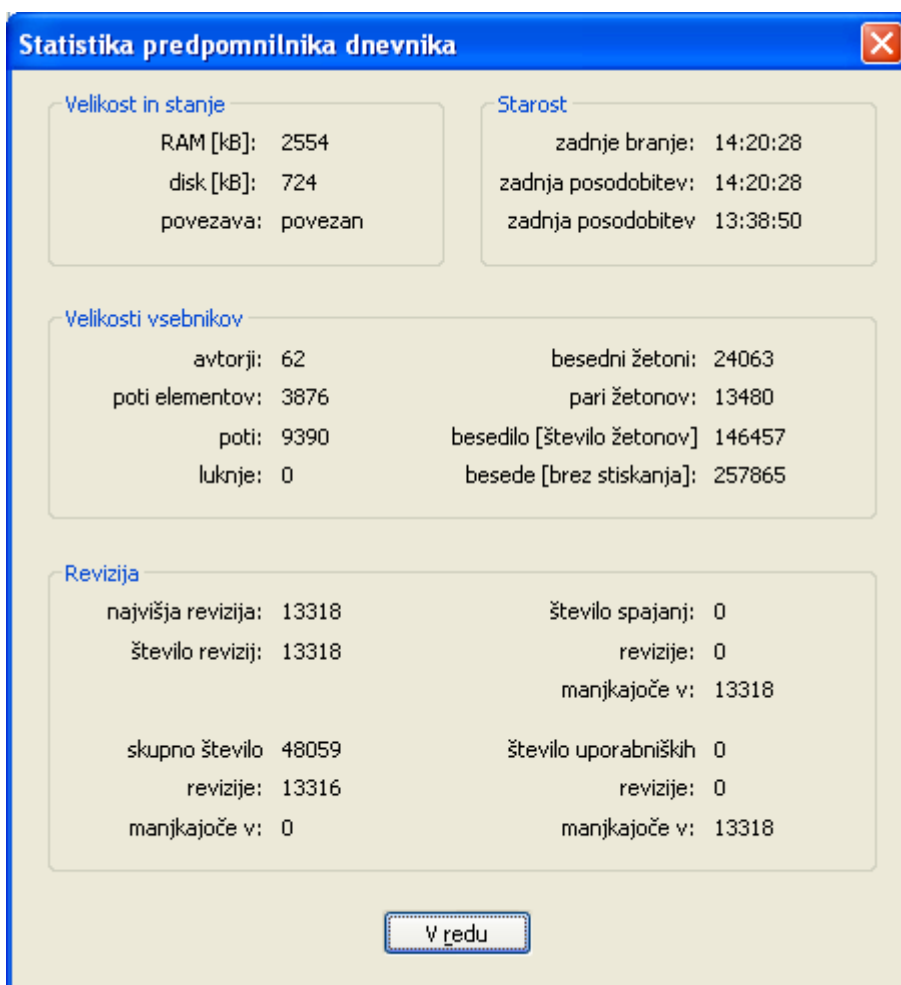 Statistika predpomnilnika dnevnika
Velikost in stanje
RAM [kB]: 2554
disk [kB]: 724
povezava: povezan
Starost
zadnje branje: 14:20:28
zadnja posodobitev: 14:20:28
zadnja posodobitev 13:38:50
Velikosti vsebnikov
avtorji: 62
poti elementov: 3876
poti: 9390
luknje: 0
besedni žetoni: 24063
pari žetonov: 13480
besedilo [število žetonov] 146457
besede [brez stiskanja]: 257865
Revizija
najvišja revizija: 13318
število revizij: 13318
število spajanj: 0
revizije: 0
manjkajoče v: 13318
skupno število 48059
revizije: 13316
manjkajoče v: 0
število uporabniških 0
revizije: 0
manjkajoče v: 13318
V redu